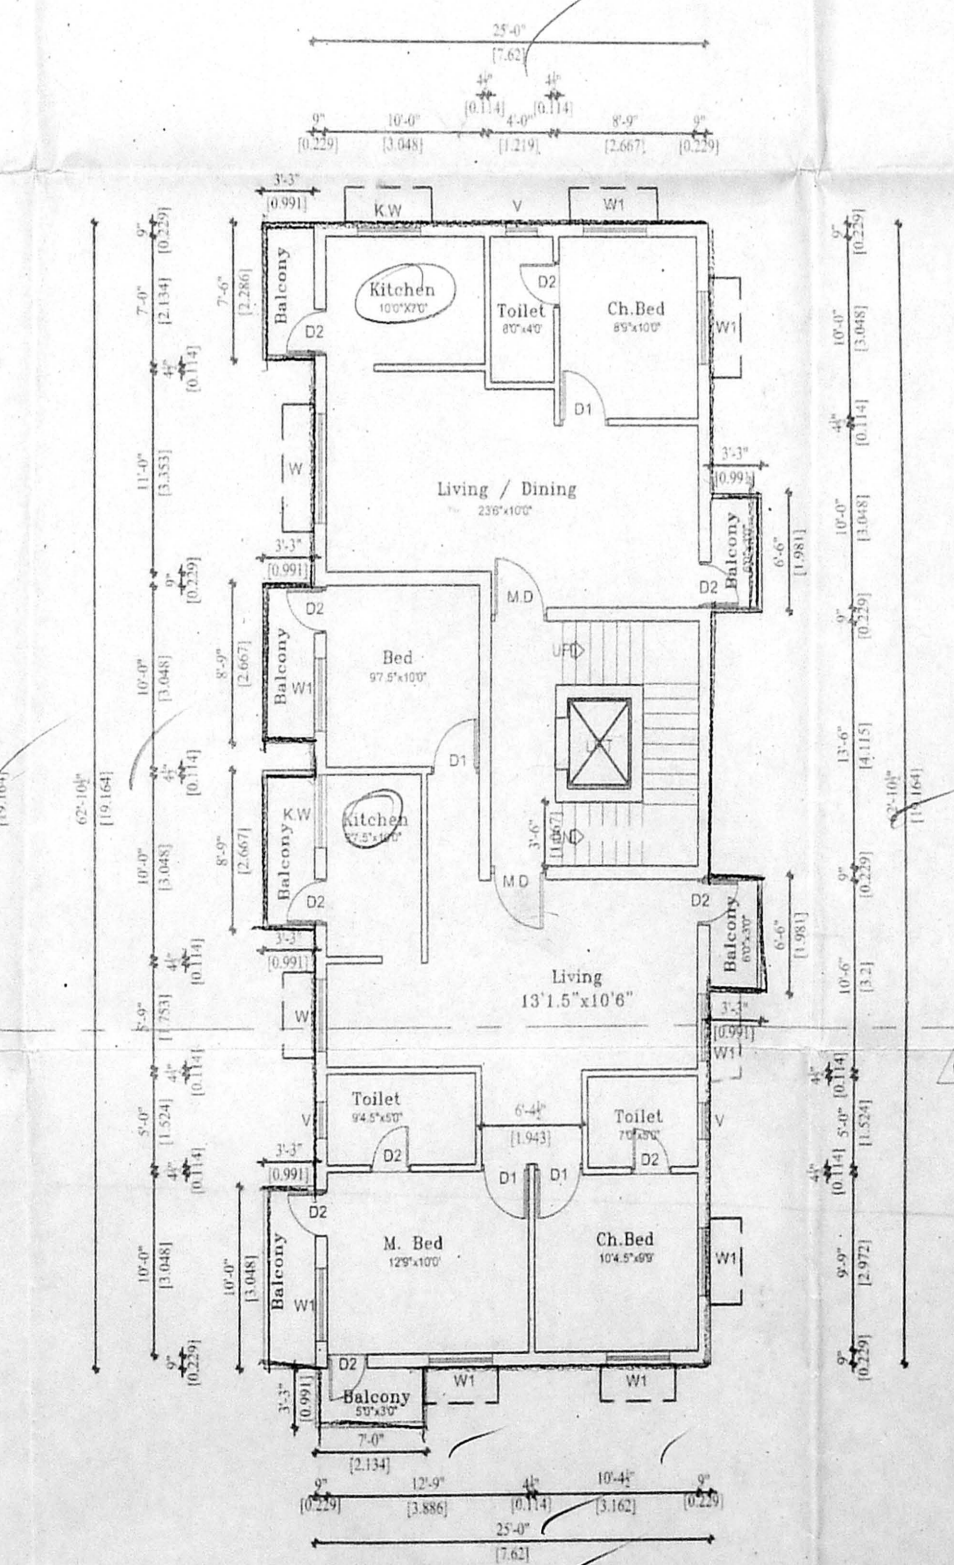 25'-0"
[7.62]
4½" 4½"
[0.114] [0.114]
9" 10'-0" 4'-0" 8'-9" 9"
[0.229] [3.048] [1.219] [2.667] [0.229]
3'-3"
[0.991]
K.W V W1
9" [0.229]
7'-0" [2.134]
7'-6" [2.286]
Balcony
D2
Kitchen
10'0"X7'0"
Toilet
8'0"x4'0"
D2
Ch.Bed
8'9"x10'0"
W1
9" [0.229]
10'-0" [3.048]
4½" [0.114]
D1
4½" [0.114]
11'-0" [3.353]
W
Living / Dining
23'6"x10'0"
3'-3"
[0.991]
Balcony
D2
6'-6" [1.981]
10'-0" [3.048]
9" [0.229]
3'-3"
[0.991]
9" [0.229]
M.D
D2
Balcony
W1
8'-9" [2.667]
10'-0" [3.048]
Bed
9'7.5"x10'0"
D1
UP
LIFT
13'-6" [4.115]
62'-10½" [19.164]
62'-10½" [19.164]
[19.164]
4½" [0.114]
K.W
Balcony
D2
8'-9" [2.667]
10'-0" [3.048]
Kitchen
3'-6"
M.D
9" [0.229]
D2
Balcony
6'0"x3'0"
6'-6" [1.981]
10'-6" [3.2]
3'-3"
[0.991]
4½" [0.114]
W
[1.753]
Living
13'1.5"x10'6"
3'-3"
[0.991]
W1
4½" [0.114]
4½" [0.114]
5'-0" [1.524]
V
Toilet
9'4.5"x5'0"
D2
6'-4½"
[1.943]
Toilet
D2
V
5'-0" [1.524]
4½" [0.114]
4½" [0.114]
3'-3"
[0.991]
D1 D1
D2
Balcony
W1
10'-0" [3.048]
10'-0" [3.048]
M. Bed
12'9"x10'0"
Ch.Bed
10'4.5"x9'9"
W1
9'-9" [2.972]
9" [0.229]
9" [0.229]
D2
W1 W1
3'-3" [0.991]
Balcony
5'0"x3'0"
7'-0"
[2.134]
9" 12'-9" 4½" 10'-4½" 9"
[0.229] [3.886] [0.114] [3.162] [0.229]
25'-0"
[7.62]